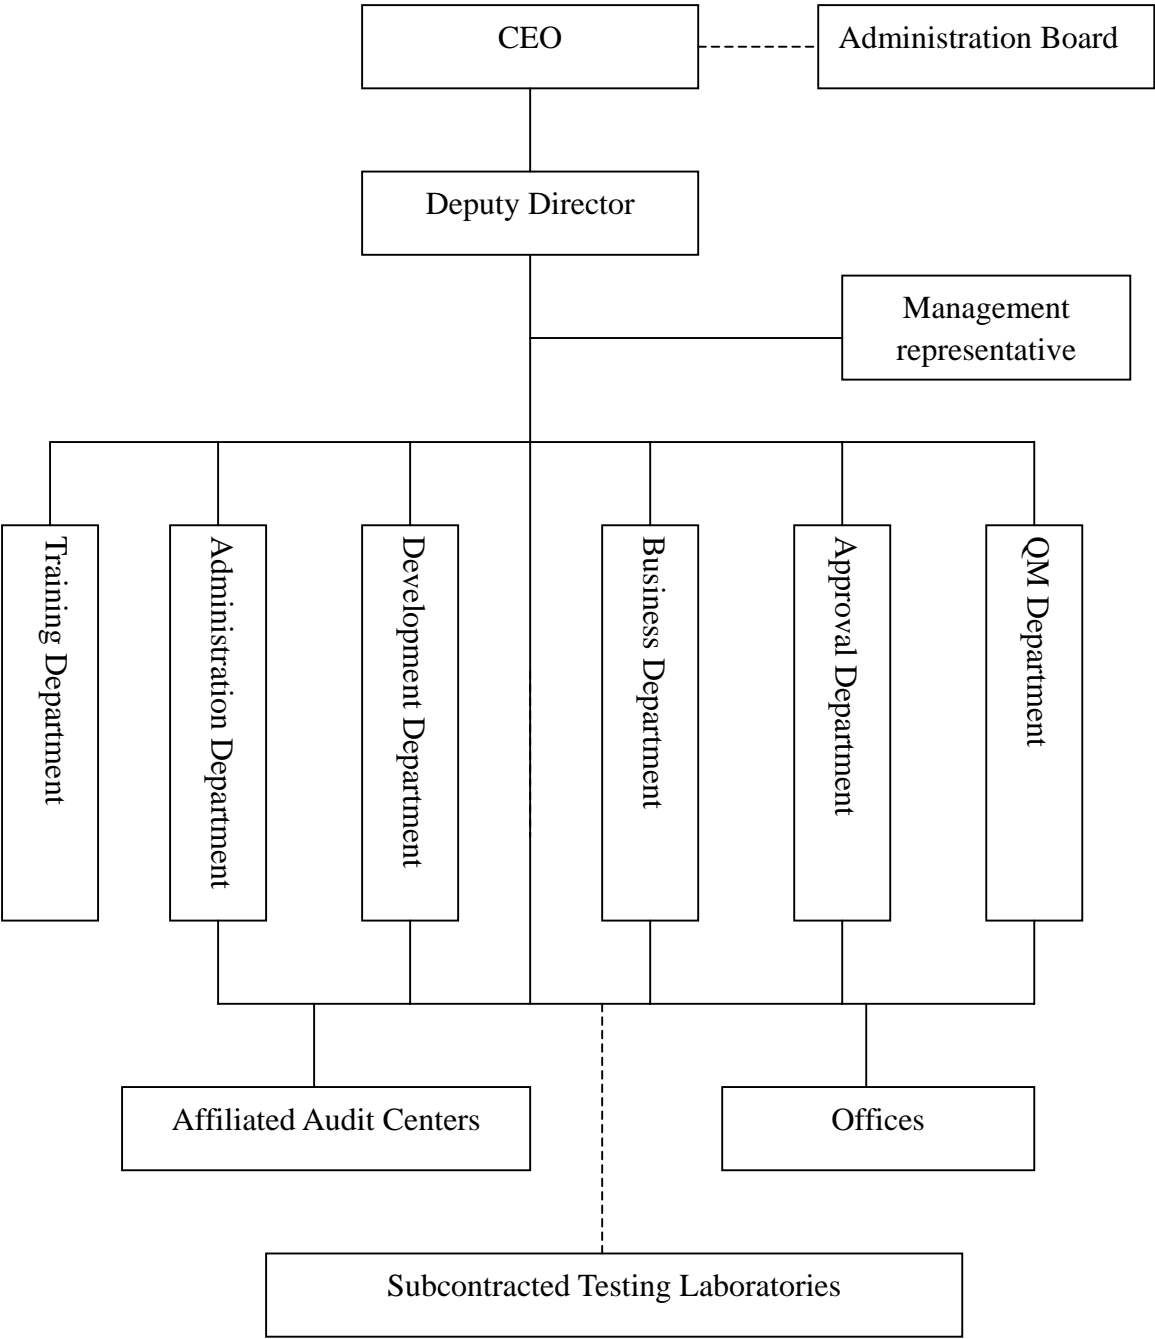 CEO
Administration Board
Deputy Director
Management
representative
Training Department
Administration Department
Development Department
Business Department
Approval Department
QM Department
Affiliated Audit Centers
Offices
Subcontracted Testing Laboratories